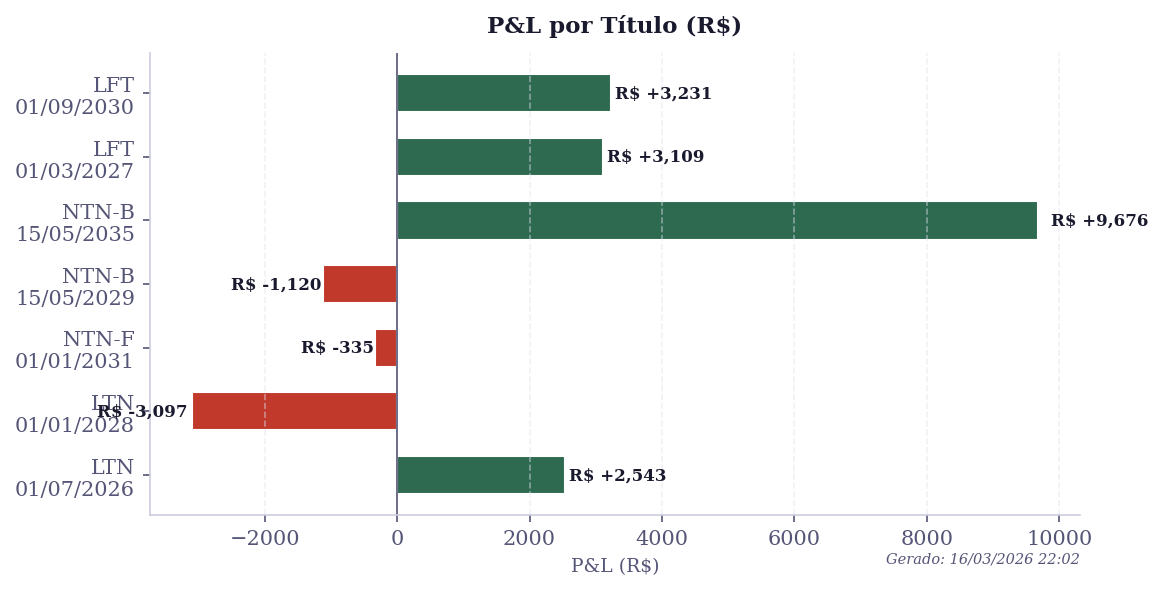 P&L por Título (R$)
LFT
01/09/2030
R$ +3,231
LFT
01/03/2027
R$ +3,109
NTN-B
15/05/2035
R$ +9,676
NTN-B
15/05/2029
R$ -1,120
NTN-F
01/01/2031
R$ -335
LTN
01/01/2028
R$ -3,097
LTN
01/07/2026
R$ +2,543
−2000 0 2000 4000 6000 8000 10000
P&L (R$)
Gerado: 16/03/2026 22:02